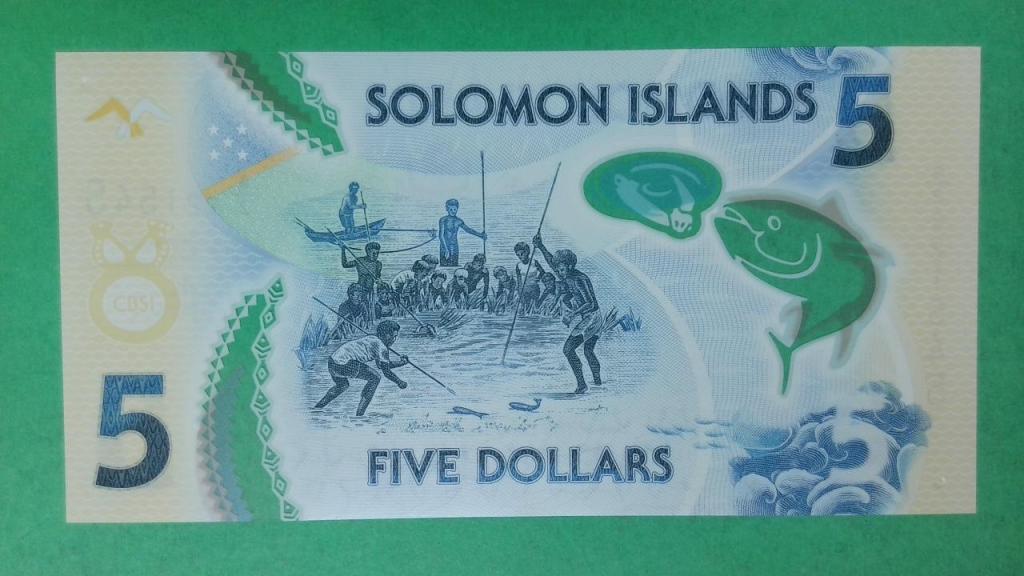 SOLOMON ISLANDS 5
CBSI
5
FIVE DOLLARS